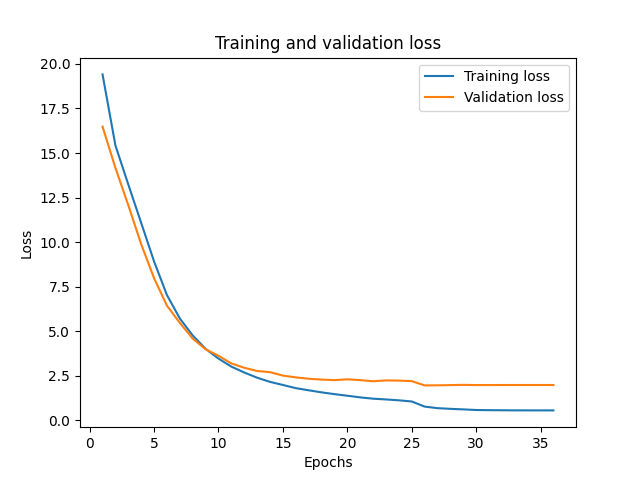 Training and validation loss
Training loss
Validation loss
20.0
17.5
15.0
12.5
10.0
7.5
5.0
2.5
0.0
Loss
0 5 10 15 20 25 30 35
Epochs